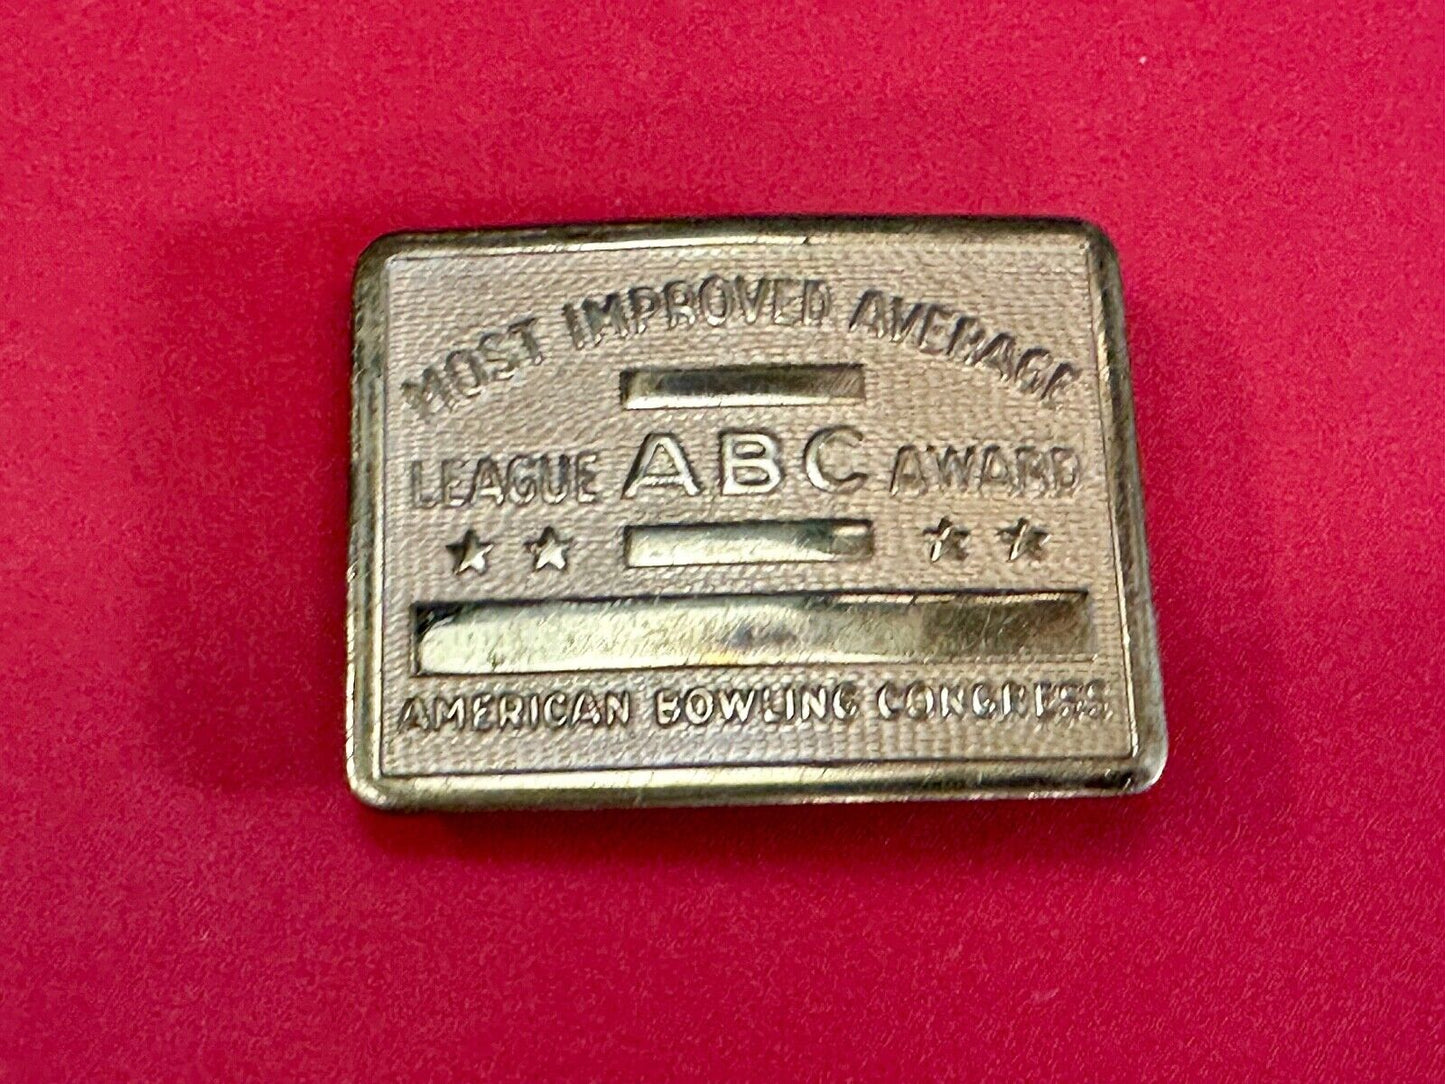 MOST IMPROVED AVERAGE
LEAGUE ABC AWARD
AMERICAN BOWLING CONGRESS